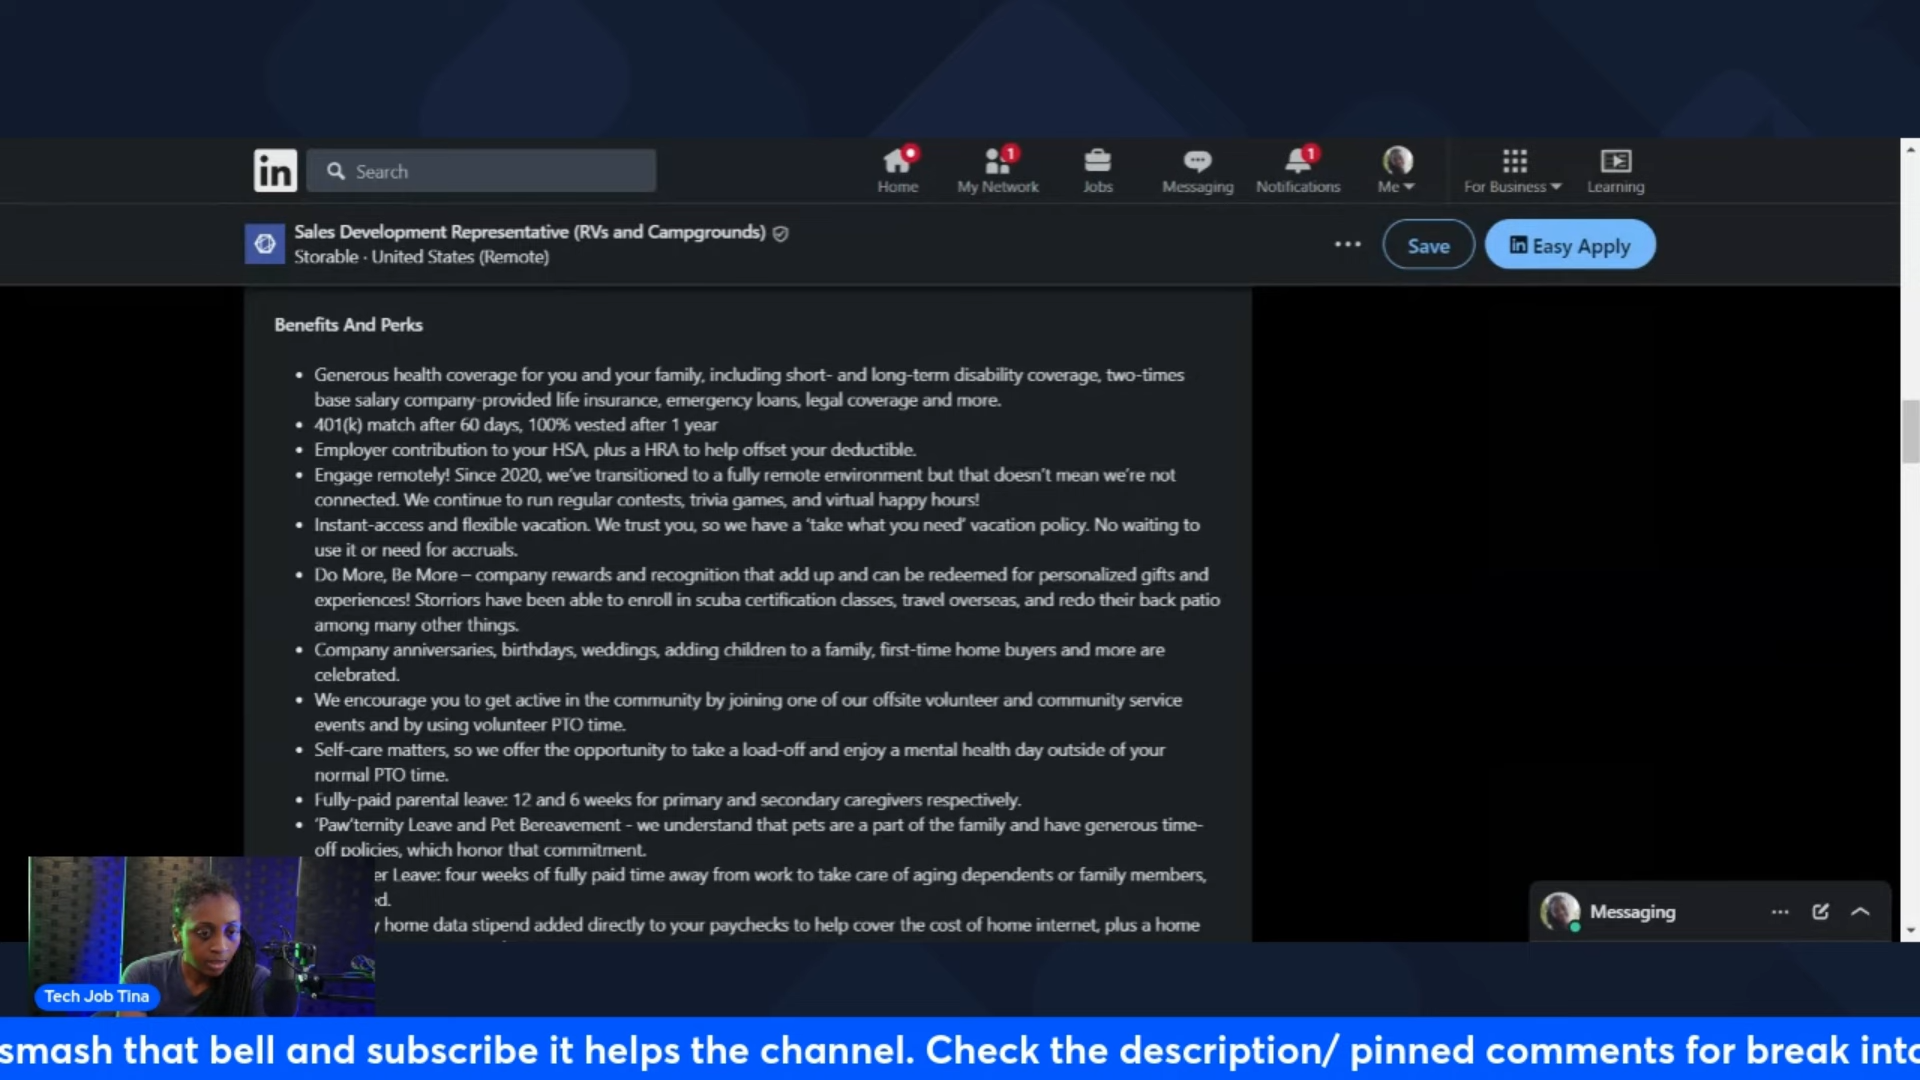 in
Search
Home
1
My Network
Jobs
Messaging
1
Notifications
Me
For Business
Learning
Sales Development Representative (RVs and Campgrounds)
Storable · United States (Remote)
Save
in Easy Apply
Benefits And Perks
• Generous health coverage for you and your family, including short- and long-term disability coverage, two-times
base salary company-provided life insurance, emergency loans, legal coverage and more.
• 401(k) match after 60 days, 100% vested after 1 year
• Employer contribution to your HSA, plus a HRA to help offset your deductible.
• Engage remotely! Since 2020, we've transitioned to a fully remote environment but that doesn't mean we're not
connected. We continue to run regular contests, trivia games, and virtual happy hours!
• Instant-access and flexible vacation. We trust you, so we have a 'take what you need' vacation policy. No waiting to
use it or need for accruals.
• Do More, Be More – company rewards and recognition that add up and can be redeemed for personalized gifts and
experiences! Storriors have been able to enroll in scuba certification classes, travel overseas, and redo their back patio
among many other things.
• Company anniversaries, birthdays, weddings, adding children to a family, first-time home buyers and more are
celebrated.
• We encourage you to get active in the community by joining one of our offsite volunteer and community service
events and by using volunteer PTO time.
• Self-care matters, so we offer the opportunity to take a load-off and enjoy a mental health day outside of your
normal PTO time.
• Fully-paid parental leave: 12 and 6 weeks for primary and secondary caregivers respectively.
• 'Paw'ternity Leave and Pet Bereavement - we understand that pets are a part of the family and have generous time-
off policies, which honor that commitment.
er Leave: four weeks of fully paid time away from work to take care of aging dependents or family members,
ed.
y home data stipend added directly to your paychecks to help cover the cost of home internet, plus a home
Messaging
Tech Job Tina
smash that bell and subscribe it helps the channel. Check the description/ pinned comments for break into